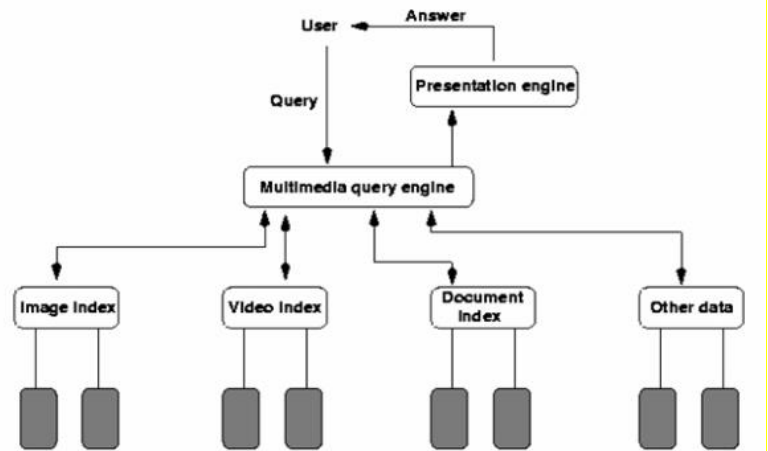 User
Answer
Presentation engine
Query
Multimedia query engine
Image Index
Video Index
Document
Index
Other data